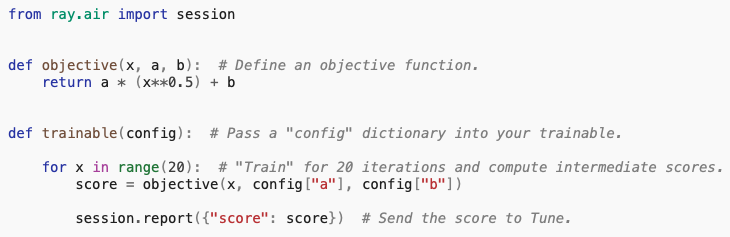 from ray.air import session
def objective(x, a, b):  # Define an objective function.
    return a * (x**0.5) + b
def trainable(config):  # Pass a "config" dictionary into your trainable.
    for x in range(20):  # "Train" for 20 iterations and compute intermediate scores.
        score = objective(x, config["a"], config["b"])
        session.report({"score": score})  # Send the score to Tune.